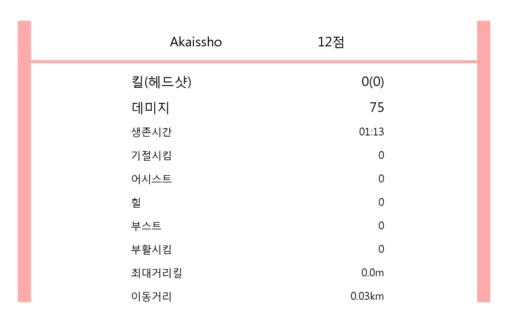 Akaissho 12점
킬(헤드샷) 0(0)
데미지 75
생존시간 01:13
기절시킴 0
어시스트 0
힐 0
부스트 0
부활시킴 0
최대거리킬 0.0m
이동거리 0.03km